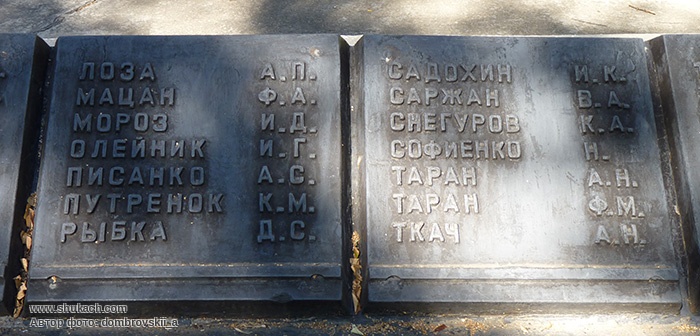 ЛОЗА А.П.
МАЦАН Ф.А.
МОРОЗ И.Д.
ОЛЕЙНИК И.Г.
ПИСАНКО А.С.
ПУТРЕНОК К.М.
РЫБКА Д.С.
САДОХИН И.К.
САРЖАН В.А.
СНЕГУРОВ К.А.
СОФИЕНКО Н.
ТАРАН А.Н.
ТАРАН Ф.М.
ТКАЧ А.Н.
www.shukach.com
Автор фото: dombrovskii_a